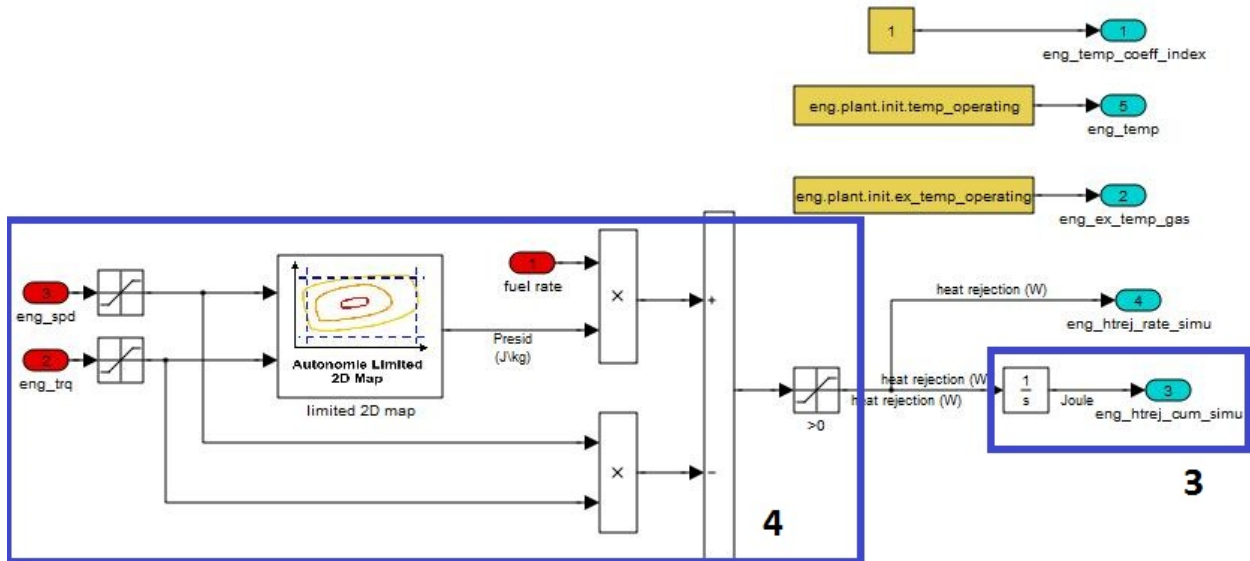 1
1
eng_temp_coeff_index
eng.plant.init.temp_operating
5
eng_temp
eng.plant.init.ex_temp_operating
2
eng_ex_temp_gas
3
eng_spd
2
eng_trq
Autonomie Limited
2D Map
limited 2D map
1
fuel rate
Presid
(J\kg)
×
×
+
−
>0
4
heat rejection (W)
4
eng_htrej_rate_simu
heat rejection (W
heat rejection (W)
1
s
Joule
3
eng_htrej_cum_simu
3